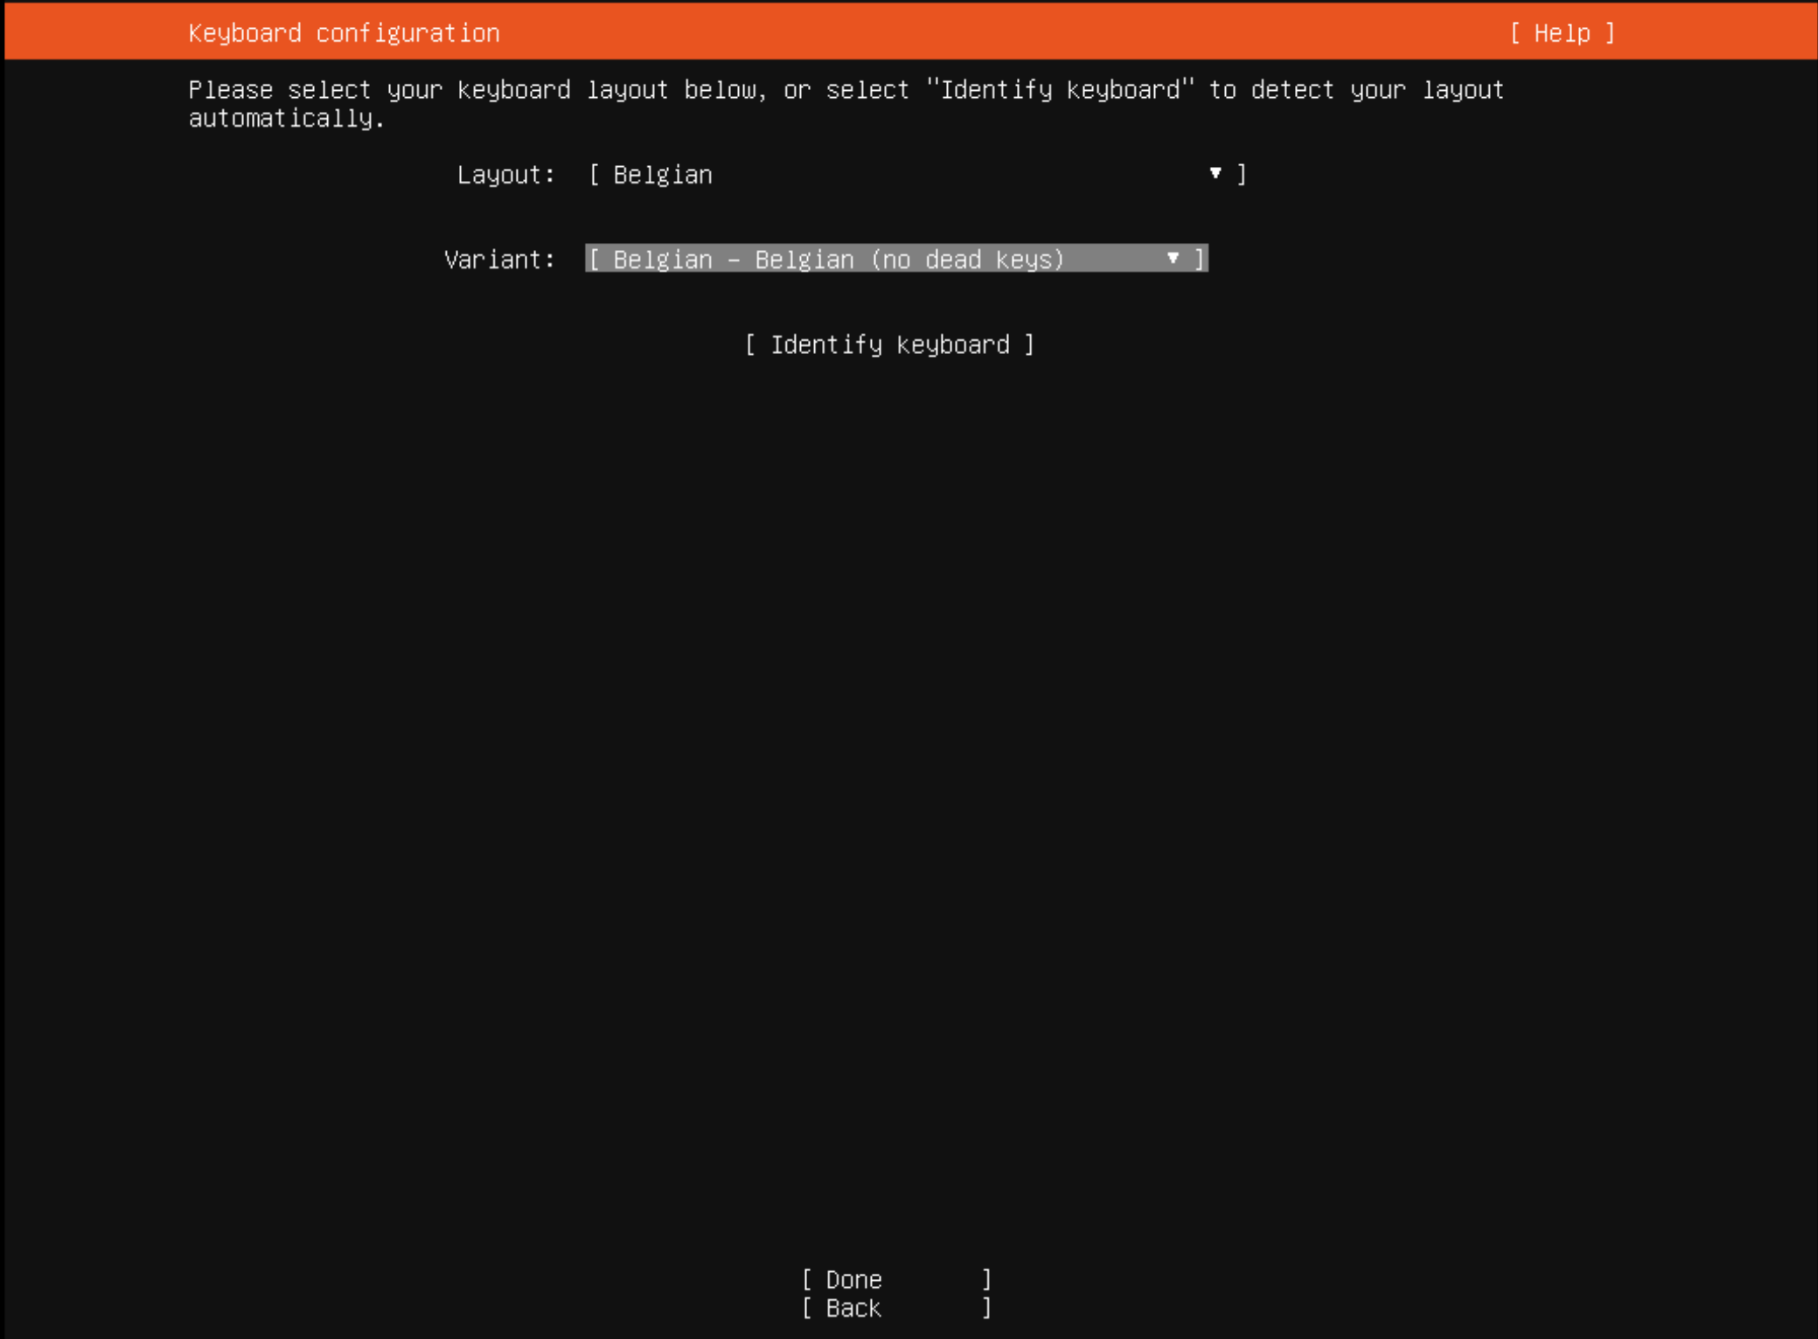 Keyboard configuration [ Help ]
Please select your keyboard layout below, or select "Identify keyboard" to detect your layout
automatically.
Layout: [ Belgian ▼ ]
Variant: [ Belgian - Belgian (no dead keys) ▼ ]
[ Identify keyboard ]
[ Done ]
[ Back ]